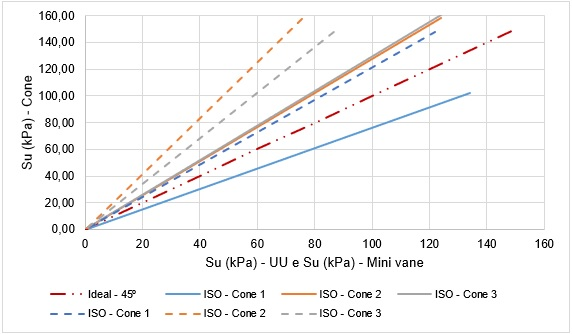 160,00
140,00
120,00
100,00
80,00
60,00
40,00
20,00
0,00
Su (kPa) - Cone
0 20 40 60 80 100 120 140 160
Su (kPa) - UU e Su (kPa) - Mini vane
Ideal - 45º ISO - Cone 1 ISO - Cone 2 ISO - Cone 3
ISO - Cone 1 ISO - Cone 2 ISO - Cone 3